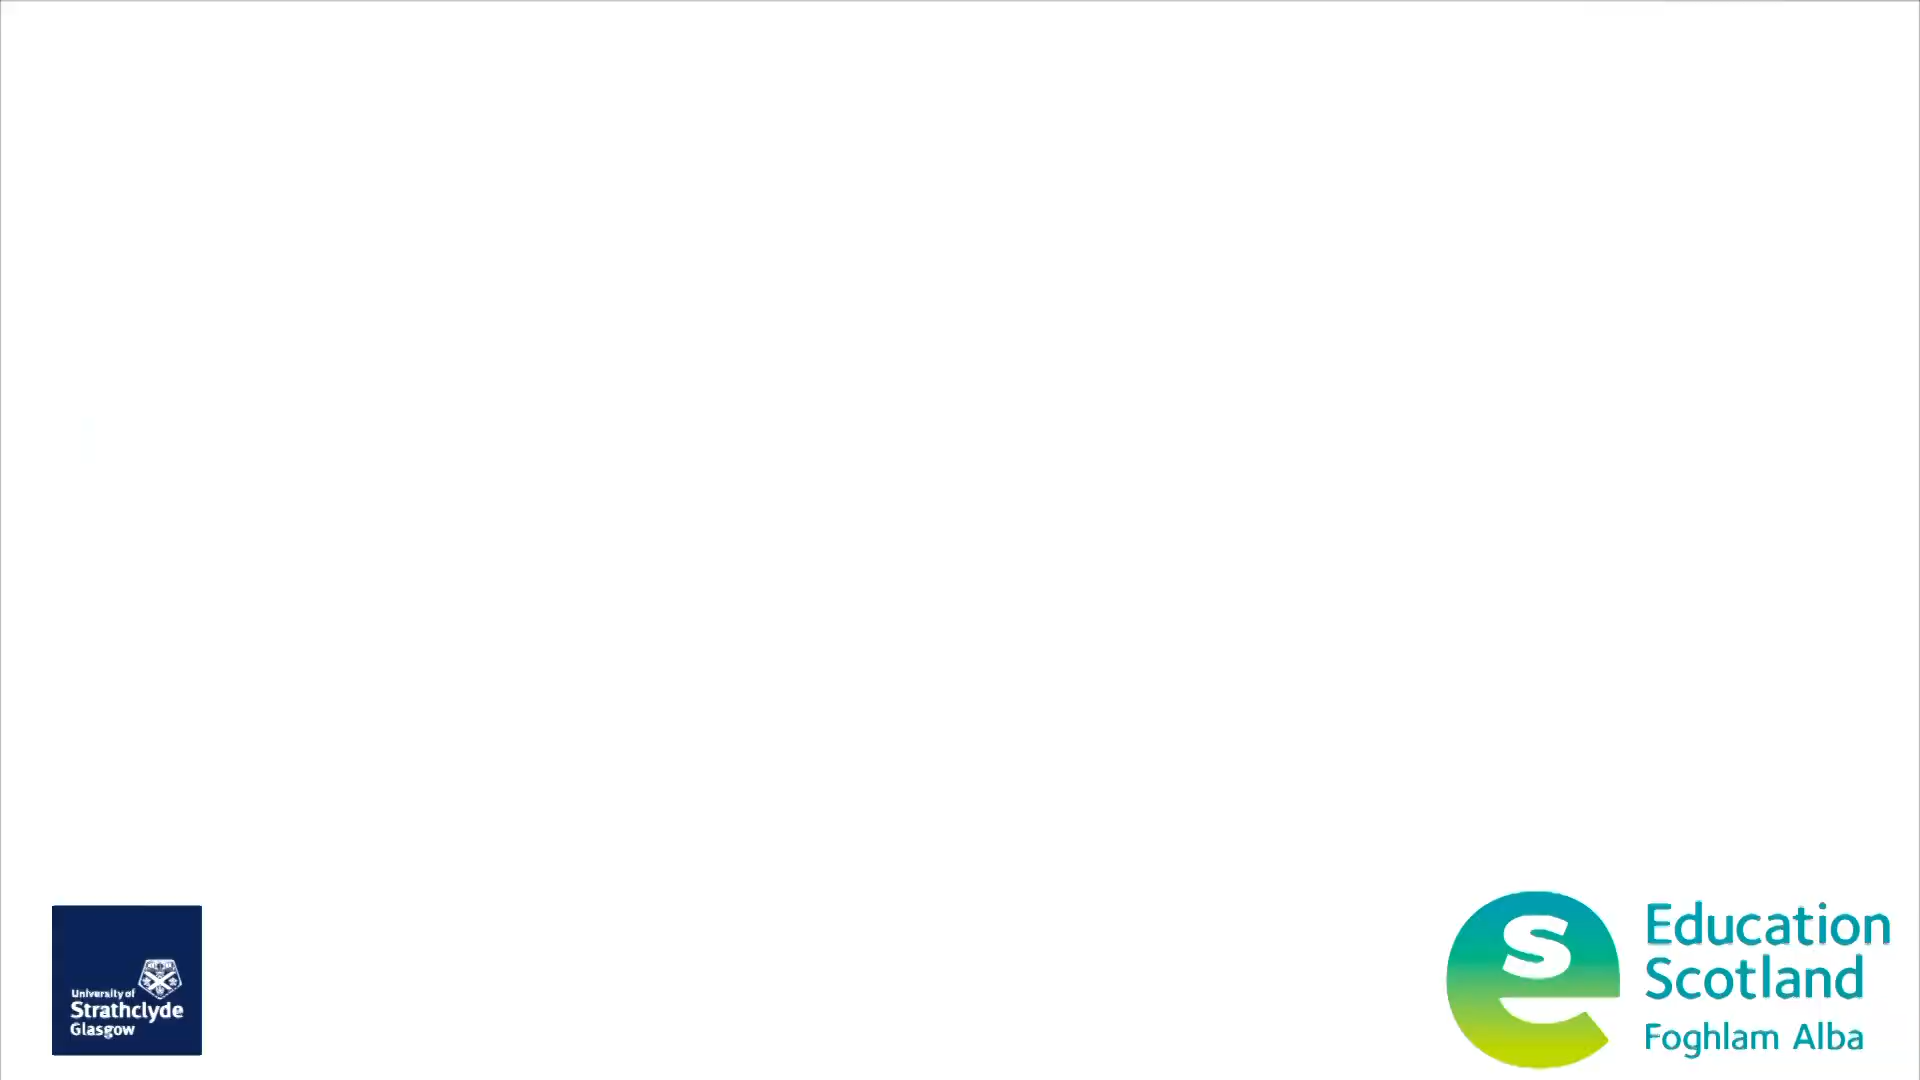 University of
Strathclyde
Glasgow
s
Education
Scotland
Foghlam Alba